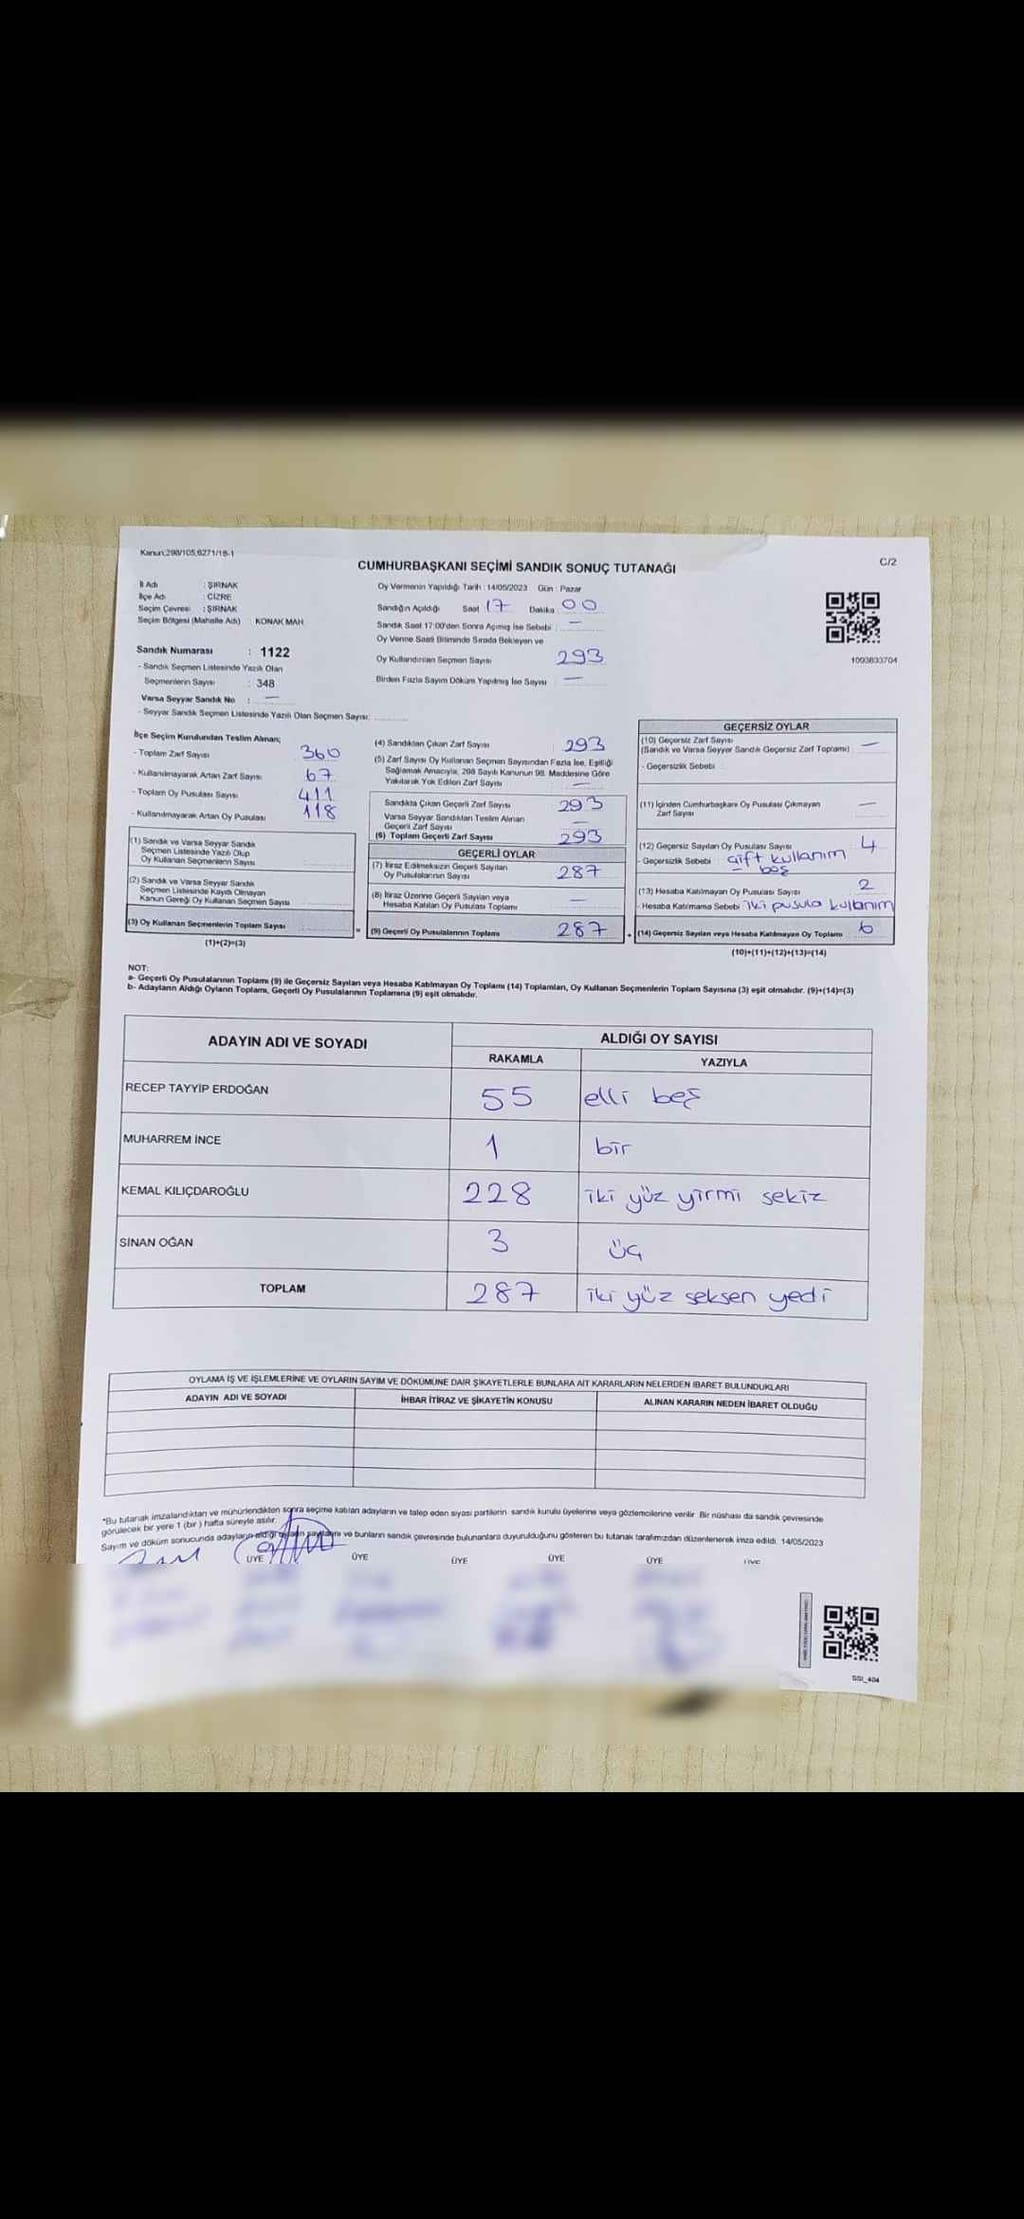 Kanun:298/105,6271/18-1
C/2
CUMHURBAŞKANI SEÇİMİ SANDIK SONUÇ TUTANAĞI
İl Adı : ŞIRNAK
İlçe Adı : CİZRE
Seçim Çevresi : ŞIRNAK
Seçim Bölgesi (Mahalle Adı) KONAK MAH
Sandık Numarası : 1122
- Sandık Seçmen Listesinde Yazılı Olan
Seçmenlerin Sayısı : 348
Varsa Seyyar Sandık No : —
- Seyyar Sandık Seçmen Listesinde Yazılı Olan Seçmen Sayısı:
Oy Vermenin Yapıldığı Tarih : 14/05/2023 Gün : Pazar
Sandığın Açıldığı Saat 17 Dakika 00
Sandık Saat 17:00'den Sonra Açımış İse Sebebi : —
Oy Verme Saati Bitiminde Sırada Bekleyen ve
Oy Kullandırılan Seçmen Sayısı 293
Birden Fazla Sayım Döküm Yapılmış İse Sayısı —
1093833704
İlçe Seçim Kurulundan Teslim Alınan;
- Toplam Zarf Sayısı 360
- Kullanılmayarak Artan Zarf Sayısı 67
- Toplam Oy Pusulası Sayısı 411
- Kullanılmayarak Artan Oy Pusulası 118
(1) Sandık ve Varsa Seyyar Sandık
Seçmen Listesinde Yazılı Olup
Oy Kullanan Seçmenlerin Sayısı
(2) Sandık ve Varsa Seyyar Sandık
Seçmen Listesinde Kayıtlı Olmayan
Kanun Gereği Oy Kullanan Seçmen Sayısı
(3) Oy Kullanan Seçmenlerin Toplam Sayısı
(1)+(2)=(3)
=
(4) Sandıktan Çıkan Zarf Sayısı 293
(5) Zarf Sayısı Oy Kullanan Seçmen Sayısından Fazla İse, Eşitliği
Sağlamak Amacıyla, 298 Sayılı Kanunun 98. Maddesine Göre
Yakılarak Yok Edilen Zarf Sayısı —
Sandıkta Çıkan Geçerli Zarf Sayısı 293
Varsa Seyyar Sandıktan Teslim Alınan
Geçerli Zarf Sayısı —
(6) Toplam Geçerli Zarf Sayısı 293
GEÇERLİ OYLAR
(7) İtiraz Edilmeksizin Geçerli Sayılan
Oy Pusulalarının Sayısı 287
(8) İtiraz Üzerine Geçerli Sayılan veya
Hesaba Katılan Oy Pusulası Toplamı —
(9) Geçerli Oy Pusulalarının Toplamı 287
+
GEÇERSİZ OYLAR
(10) Geçersiz Zarf Sayısı
(Sandık ve Varsa Seyyar Sandık Geçersiz Zarf Toplamı) —
- Geçersizlik Sebebi
(11) İçinden Cumhurbaşkanı Oy Pusulası Çıkmayan
Zarf Sayısı —
(12) Geçersiz Sayılan Oy Pusulası Sayısı 4
- Geçersizlik Sebebi çift kullanım
boş
(13) Hesaba Katılmayan Oy Pusulası Sayısı 2
- Hesaba Katılmama Sebebi iki pusula kullanım
(14) Geçersiz Sayılan veya Hesaba Katılmayan Oy Toplamı 6
(10)+(11)+(12)+(13)=(14)
NOT:
a- Geçerli Oy Pusulalarının Toplamı (9) ile Geçersiz Sayılan veya Hesaba Katılmayan Oy Toplamı (14) Toplamları, Oy Kullanan Seçmenlerin Toplam Sayısına (3) eşit olmalıdır. (9)+(14)=(3)
b- Adayların Aldığı Oyların Toplamı, Geçerli Oy Pusulalarının Toplamına (9) eşit olmalıdır.
ADAYIN ADI VE SOYADI
ALDIĞI OY SAYISI
RAKAMLA YAZIYLA
RECEP TAYYİP ERDOĞAN 55 elli beş
MUHARREM İNCE 1 bir
KEMAL KILIÇDAROĞLU 228 iki yüz yirmi sekiz
SİNAN OĞAN 3 üç
TOPLAM 287 iki yüz seksen yedi
OYLAMA İŞ VE İŞLEMLERİNE VE OYLARIN SAYIM VE DÖKÜMÜNE DAİR ŞİKAYETLERLE BUNLARA AİT KARARLARIN NELERDEN İBARET BULUNDUKLARI
ADAYIN ADI VE SOYADI İHBAR İTİRAZ VE ŞİKAYETİN KONUSU ALINAN KARARIN NEDEN İBARET OLDUĞU
*Bu tutanak imzalandıktan ve mühürlendikten sonra seçime katılan adayların ve talep eden siyasi partilerin sandık kurulu üyelerine veya gözlemcilerine verilir. Bir nüshası da sandık çevresinde
görülecek bir yere 1 (bir ) hafta süreyle asılır.
Sayım ve döküm sonucunda adayların aldığı oyların sayılarını ve bunların sandık çevresinde bulunanlara duyurulduğunu gösteren bu tutanak tarafımızdan düzenlenerek imza edildi. 14/05/2023
ÜYE ÜYE ÜYE ÜYE ÜYE ÜYE
SSI_404